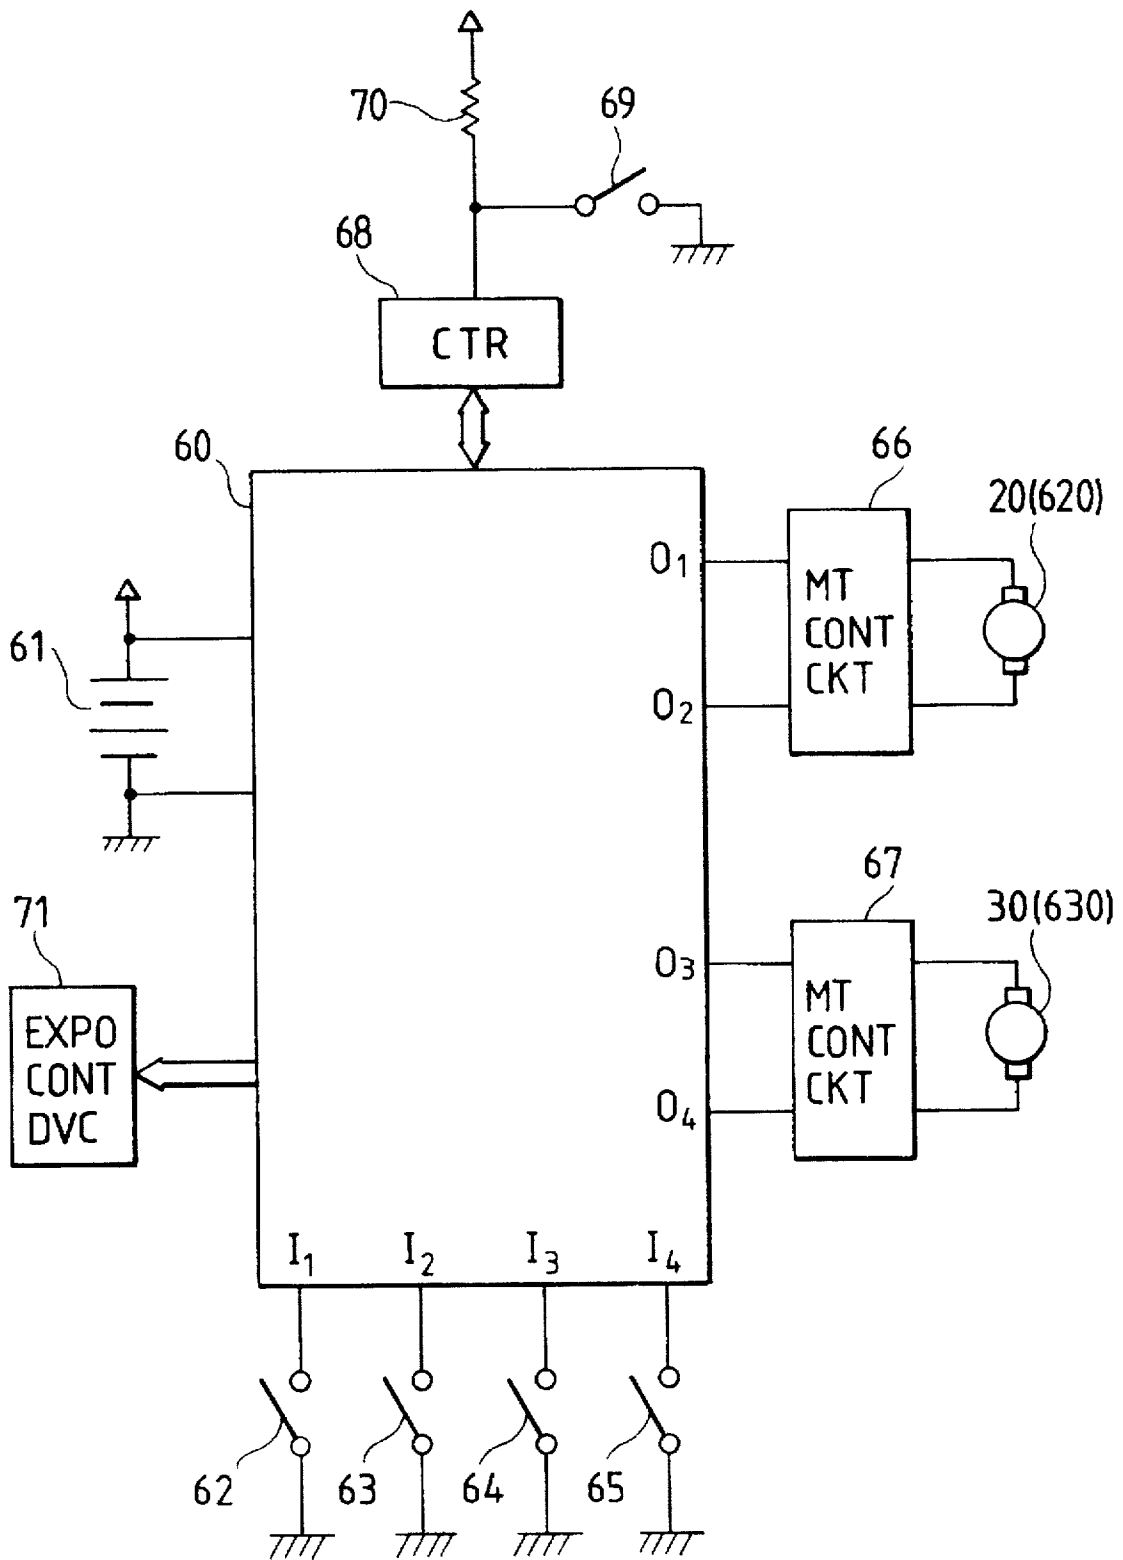 70
69
68
CTR
60
66
20(620)
O1
MT
CONT
CKT
61
O2
67
71
30(630)
O3
MT
CONT
CKT
EXPO
CONT
DVC
O4
I1 I2 I3 I4
62 63 64 65